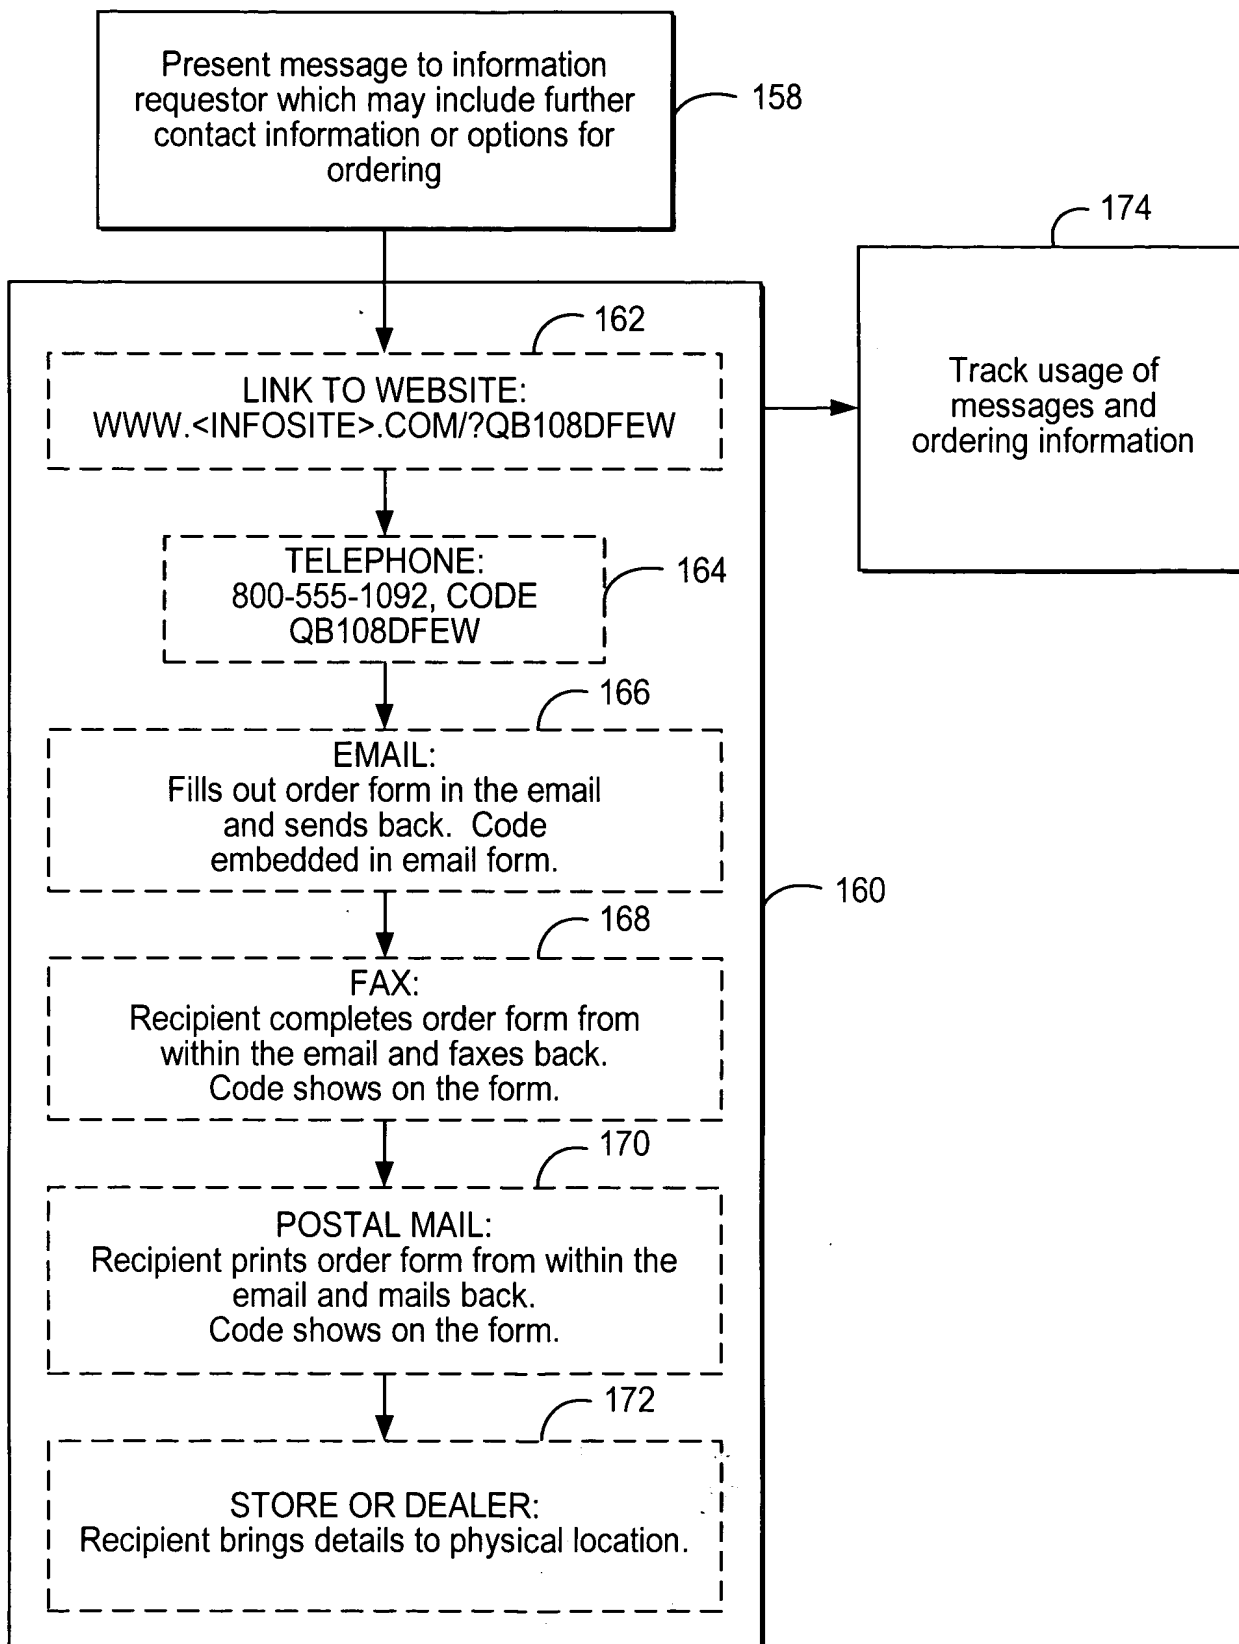 Present message to information
requestor which may include further
contact information or options for
ordering
158
174
Track usage of
messages and
ordering information
162
LINK TO WEBSITE:
WWW.<INFOSITE>.COM/?QB108DFEW
TELEPHONE:
800-555-1092, CODE
QB108DFEW
164
166
EMAIL:
Fills out order form in the email
and sends back. Code
embedded in email form.
160
168
FAX:
Recipient completes order form from
within the email and faxes back.
Code shows on the form.
170
POSTAL MAIL:
Recipient prints order form from within the
email and mails back.
Code shows on the form.
172
STORE OR DEALER:
Recipient brings details to physical location.